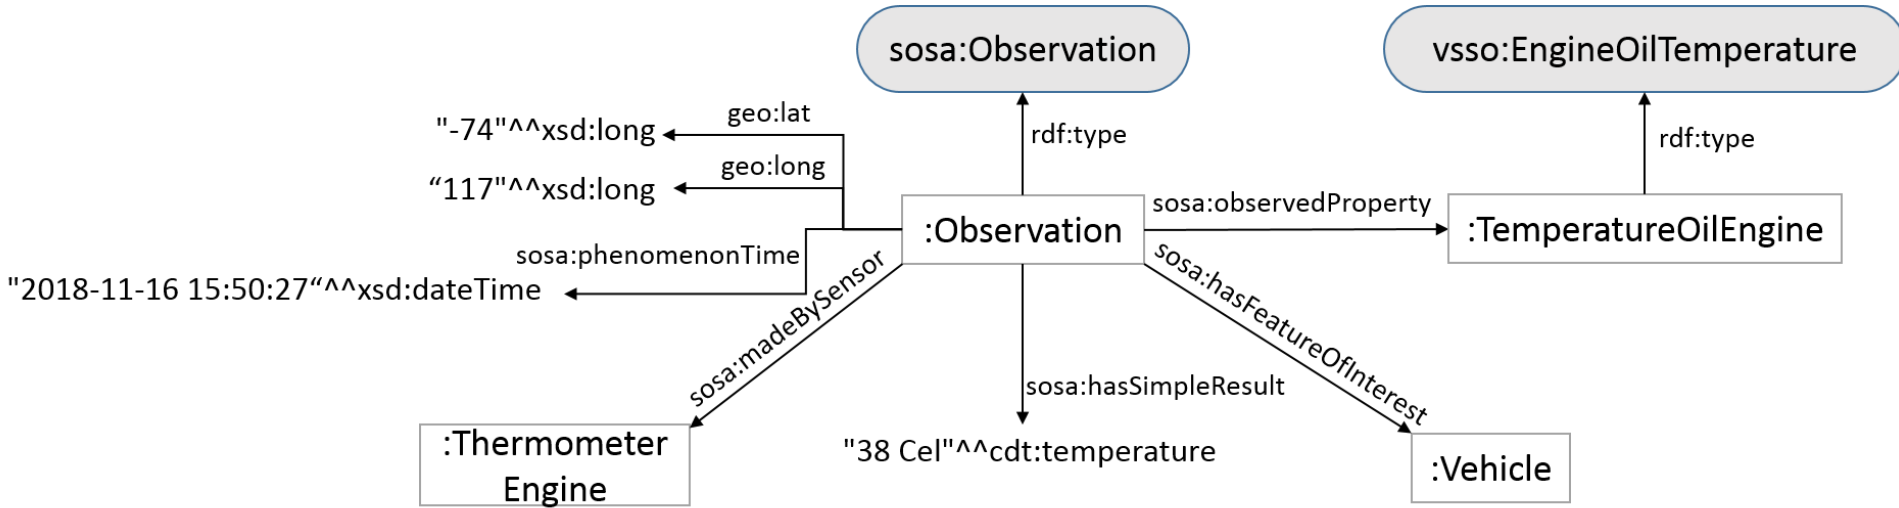 sosa:Observation
vsso:EngineOilTemperature
geo:lat
"-74"^^xsd:long
rdf:type
rdf:type
geo:long
“117"^^xsd:long
sosa:observedProperty
:Observation
:TemperatureOilEngine
sosa:phenomenonTime
"2018-11-16 15:50:27“^^xsd:dateTime
sosa:madeBySensor
sosa:hasFeatureOfInterest
sosa:hasSimpleResult
:Thermometer
Engine
"38 Cel"^^cdt:temperature
:Vehicle